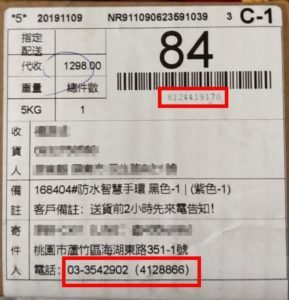 *5* 20191109 NR911090623591039 3 C-1
指定配送
84
代收 1298.00
重量 總件數
8124419170
5KG 1
收貨人
備註 168404#防水智慧手環 黑色-1 | (紫色-1)
客戶備註：送貨前2小時先來電告知!
寄件人
桃園市蘆竹區海湖東路351-1號
電話：03-3542902 (4128866)